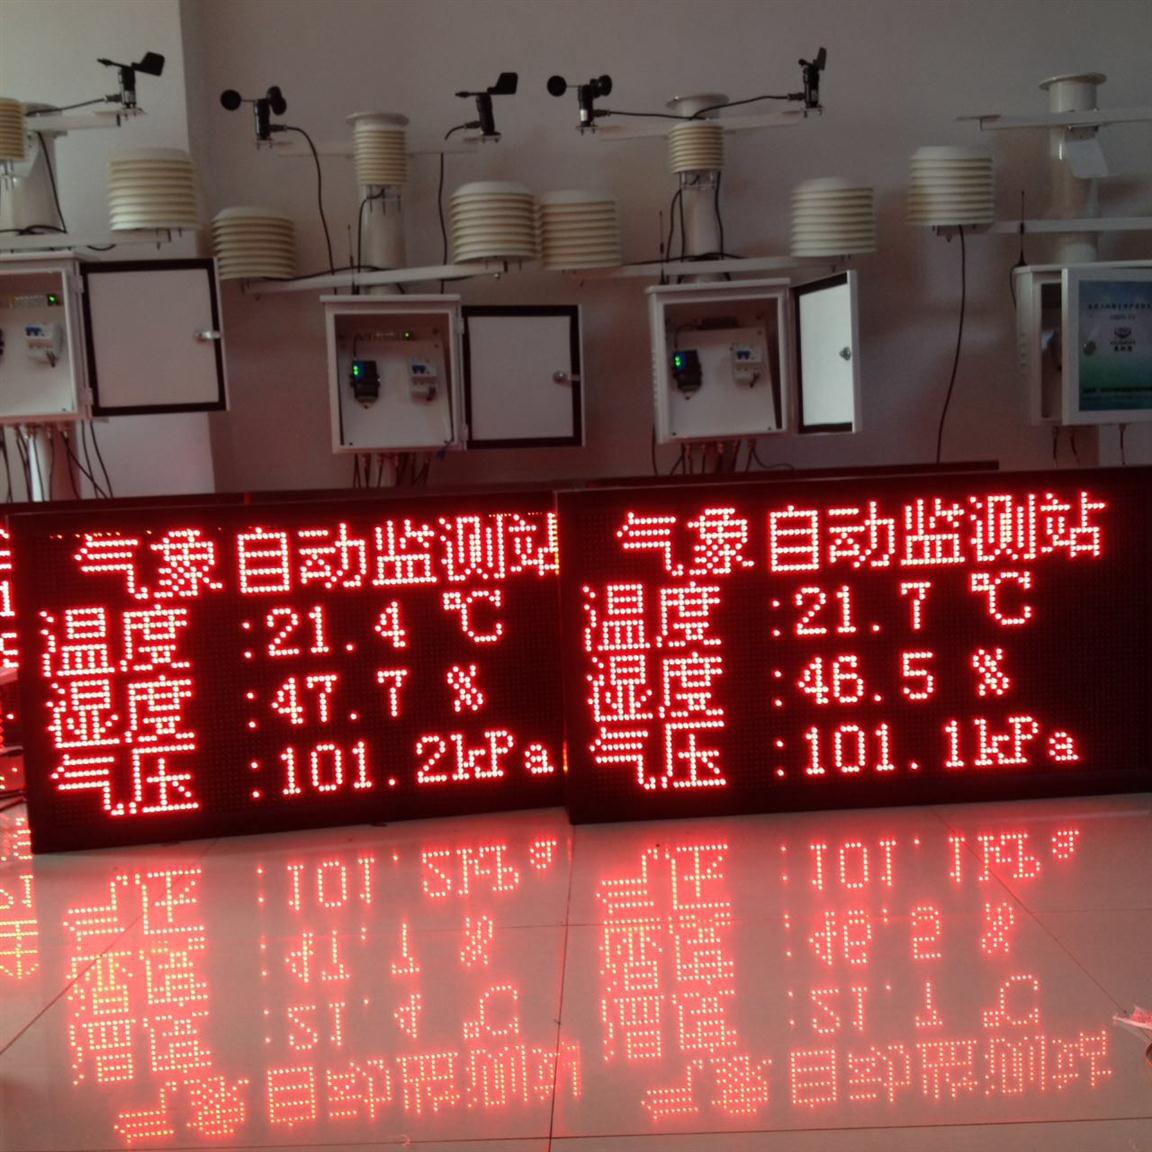 气象自动监测站
温度 :21.4 ℃
湿度 :47.7 %
气压 :101.2kPa
气象自动监测站
温度 :21.7 ℃
湿度 :46.5 %
气压 :101.1kPa